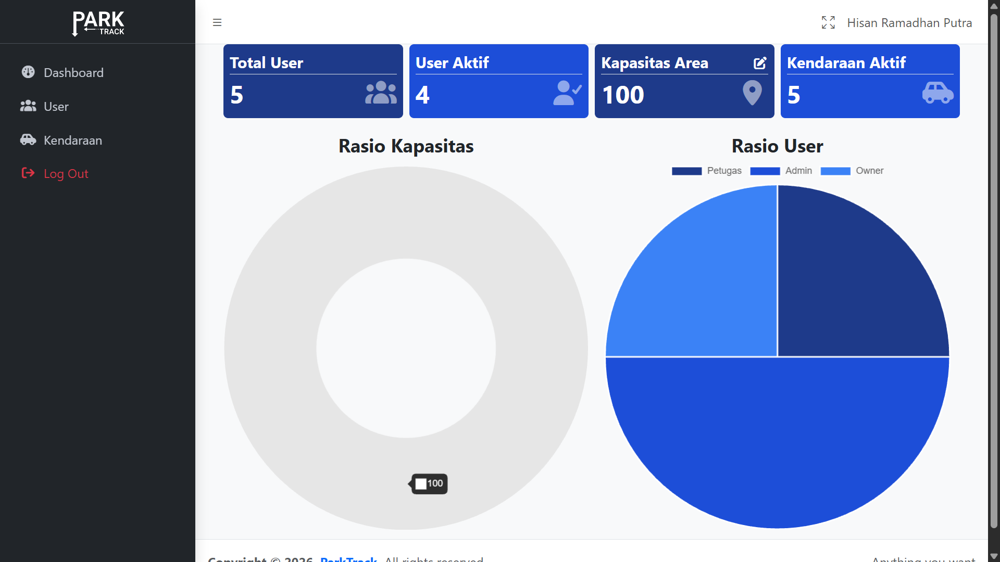 PARK
TRACK
Dashboard
User
Kendaraan
Log Out
Hisan Ramadhan Putra
Total User
5
User Aktif
4
Kapasitas Area
100
Kendaraan Aktif
5
Rasio Kapasitas
100
Rasio User
Petugas Admin Owner
Copyright © 2026 ParkTrack. All rights reserved.
Anything you want